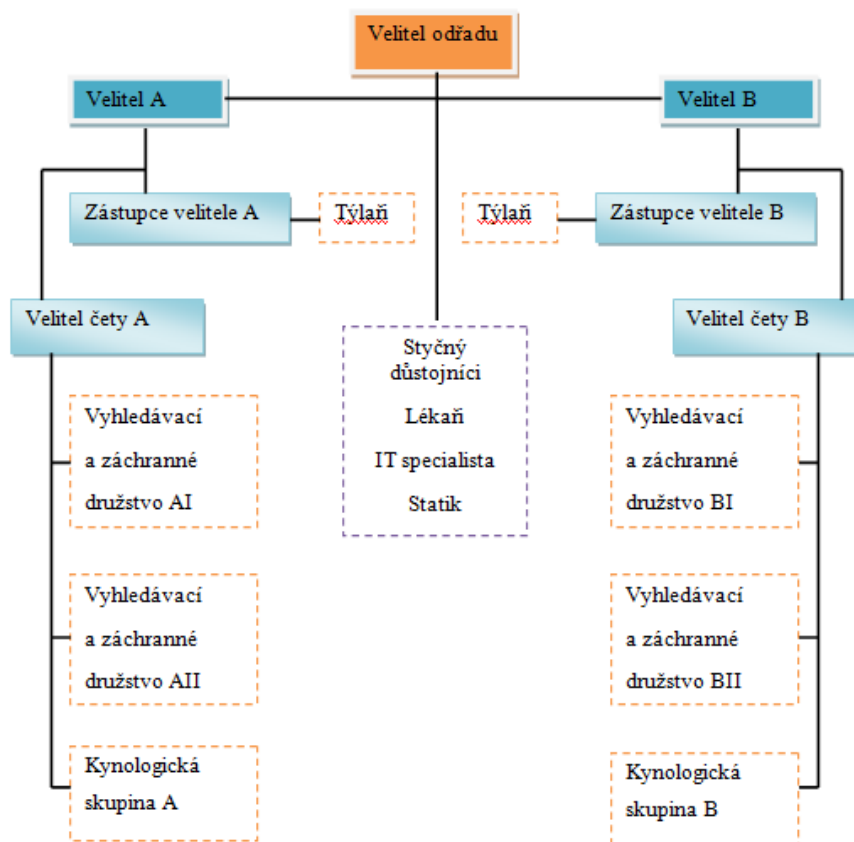 Velitel odřadu
Velitel A
Velitel B
Zástupce velitele A
Týlaň
Týlaň
Zástupce velitele B
Velitel čety A
Velitel čety B
Styčný
důstojníci
Lékaň
IT specialista
Statik
Vyhledávací
a záchranné
družstvo AI
Vyhledávací
a záchranné
družstvo BI
Vyhledávací
a záchranné
družstvo AII
Vyhledávací
a záchranné
družstvo BII
Kynologická
skupina A
Kynologická
skupina B